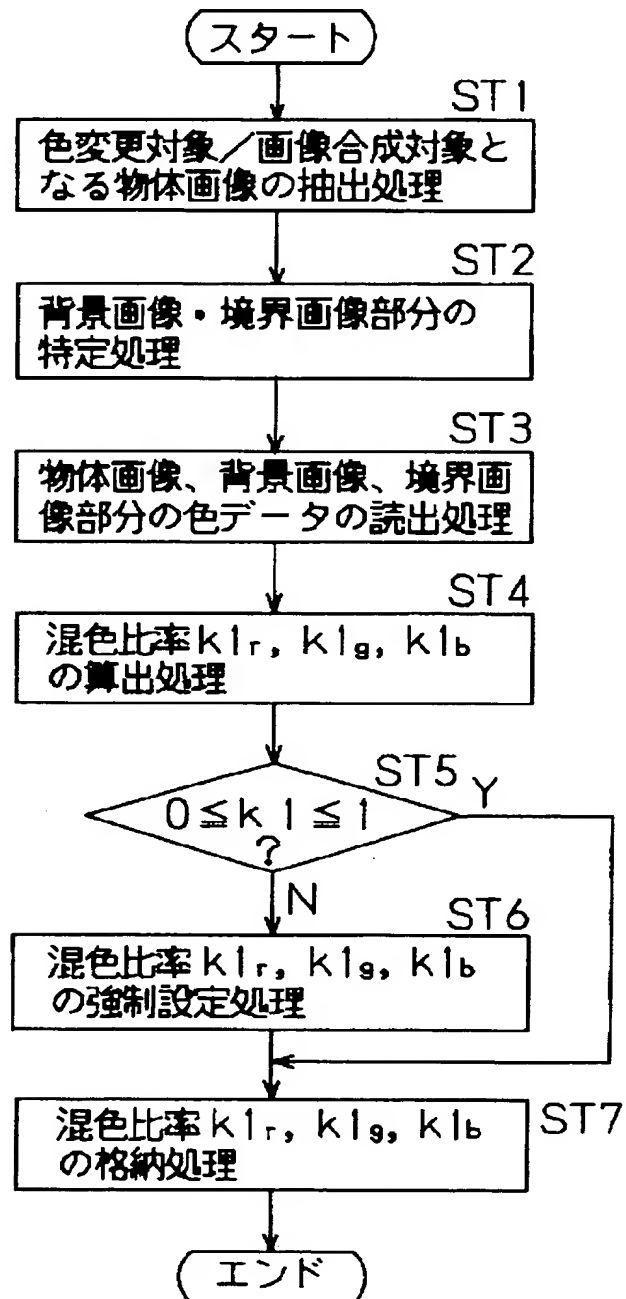 スタート
ST1
色変更対象／画像合成対象と
なる物体画像の抽出処理
ST2
背景画像・境界画像部分の
特定処理
ST3
物体画像、背景画像、境界画
像部分の色データの読出処理
ST4
混色比率k1r, k1g, k1b
の算出処理
ST5
0≦k1≦1
?
Y
N
ST6
混色比率k1r, k1g, k1b
の強制設定処理
ST7
混色比率k1r, k1g, k1b
の格納処理
エンド